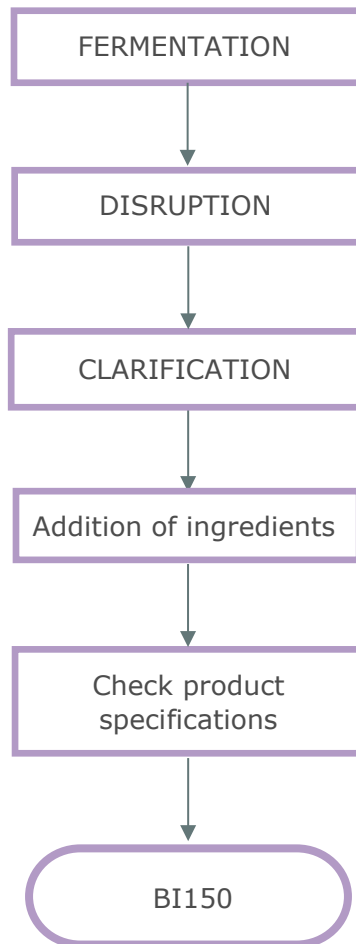 FERMENTATION
DISRUPTION
CLARIFICATION
Addition of ingredients
Check product
specifications
BI150